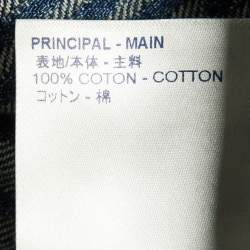 PRINCIPAL - MAIN
表地/本体 - 主料
100% COTON - COTTON
コットン - 棉